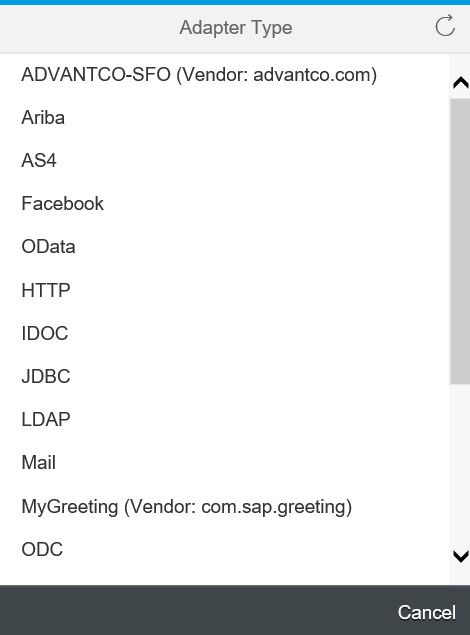 Adapter Type
ADVANTCO-SFO (Vendor: advantco.com)
Ariba
AS4
Facebook
OData
HTTP
IDOC
JDBC
LDAP
Mail
MyGreeting (Vendor: com.sap.greeting)
ODC
Cancel